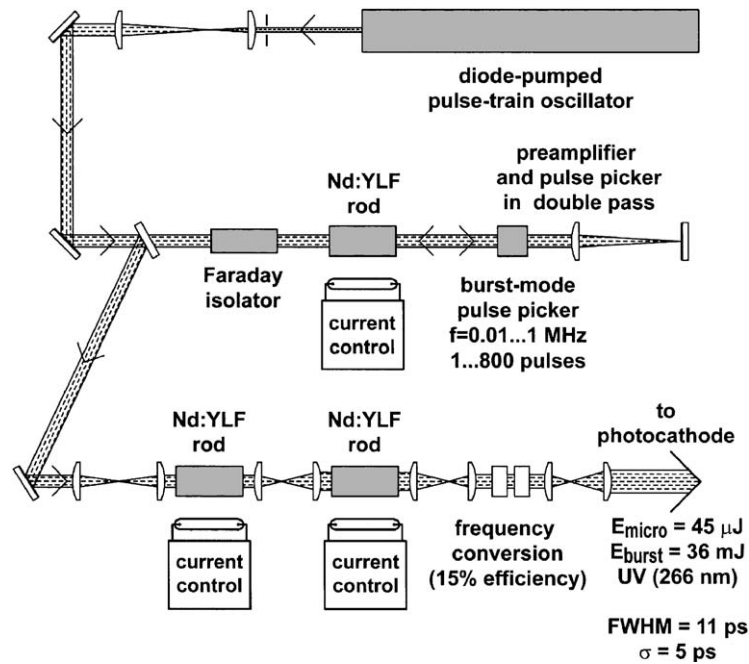 diode-pumped
pulse-train oscillator
preamplifier
and pulse picker
in double pass
Nd:YLF
rod
Faraday
isolator
current
control
burst-mode
pulse picker
f=0.01...1 MHz
1...800 pulses
Nd:YLF
rod
Nd:YLF
rod
to
photocathode
current
control
current
control
frequency
conversion
(15% efficiency)
E_micro = 45 μJ
E_burst = 36 mJ
UV (266 nm)
FWHM = 11 ps
σ = 5 ps